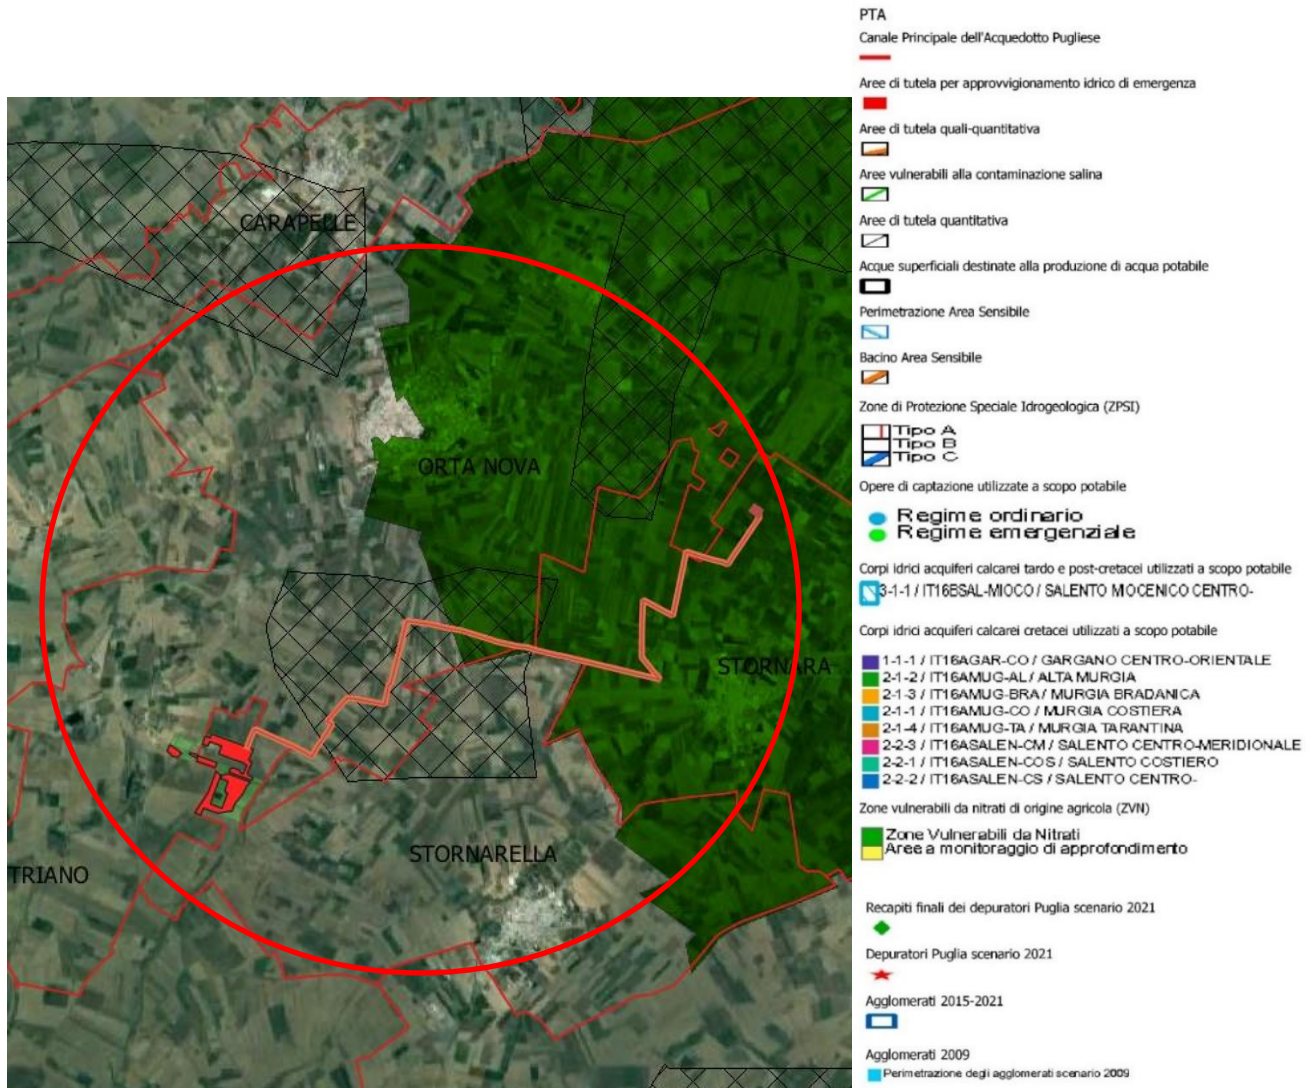 CARAPELLE
ORTA NOVA
STORNARA
STORNARELLA
TRIANO
PTA
Canale Principale dell'Acquedotto Pugliese
Aree di tutela per approvvigionamento idrico di emergenza
Aree di tutela quali-quantitativa
Aree vulnerabili alla contaminazione salina
Aree di tutela quantitativa
Acque superficiali destinate alla produzione di acqua potabile
Perimetrazione Area Sensibile
Bacino Area Sensibile
Zone di Protezione Speciale Idrogeologica (ZPSI)
Tipo A
Tipo B
Tipo C
Opere di captazione utilizzate a scopo potabile
Regime ordinario
Regime emergenziale
Corpi idrici acquiferi calcarei tardo e post-cretacei utilizzati a scopo potabile
3-1-1 / IT16BSAL-MIOCO / SALENTO MIOCENICO CENTRO-
Corpi idrici acquiferi calcarei cretacei utilizzati a scopo potabile
1-1-1 / IT16AGAR-CO / GARGANO CENTRO-ORIENTALE
2-1-2 / IT16AMUG-AL / ALTA MURGIA
2-1-3 / IT16AMUG-BRA / MURGIA BRADANICA
2-1-1 / IT16AMUG-CO / MURGIA COSTIERA
2-1-4 / IT16AMUG-TA / MURGIA TARANTINA
2-2-3 / IT16ASALEN-CM / SALENTO CENTRO-MERIDIONALE
2-2-1 / IT16ASALEN-COS / SALENTO COSTIERO
2-2-2 / IT16ASALEN-CS / SALENTO CENTRO-
Zone vulnerabili da nitrati di origine agricola (ZVN)
Zone Vulnerabili da Nitrati
Aree a monitoraggio di approfondimento
Recapiti finali dei depuratori Puglia scenario 2021
Depuratori Puglia scenario 2021
Agglomerati 2015-2021
Agglomerati 2009
Perimetrazione degli agglomerati scenario 2009